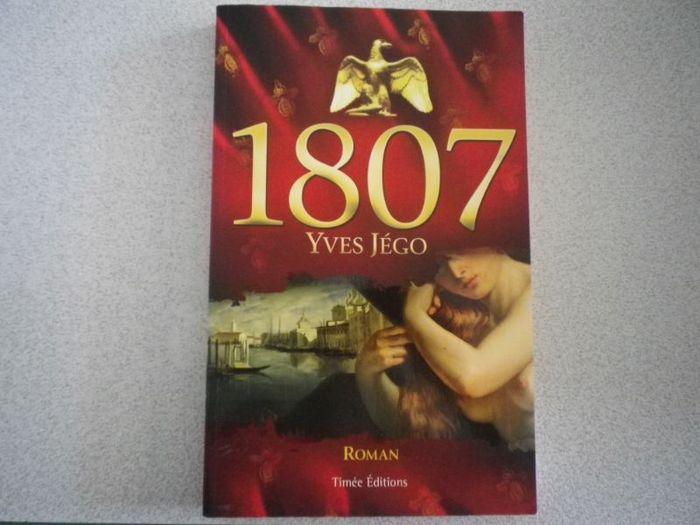 1807
YVES JÉGO
ROMAN
Timée Éditions